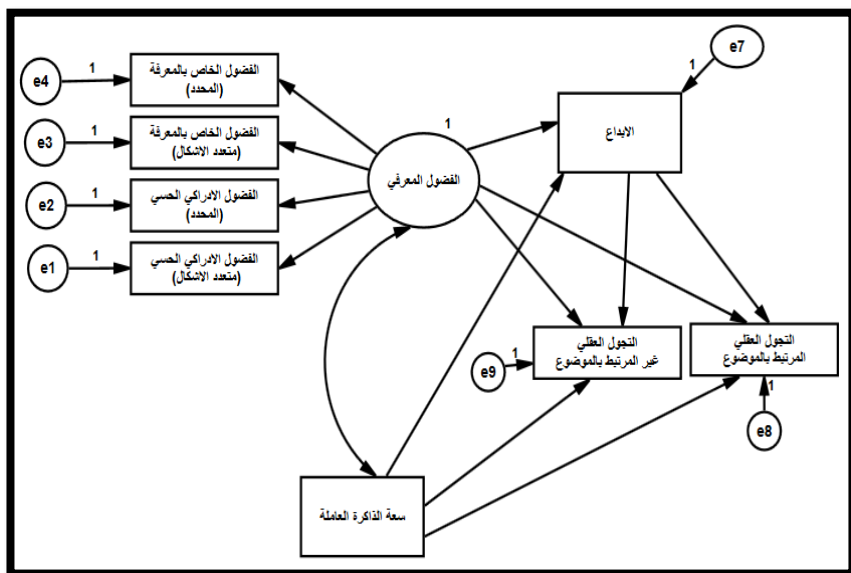 e7
1
e4
1
الفضول الخاص بالمعرفة
(المحدد)
e3
1
الفضول الخاص بالمعرفة
(متعدد الاشكال)
1
الابداع
الفضول المعرفي
e2
1
الفضول الادراكي الحسي
(المحدد)
e1
1
الفضول الادراكي الحسي
(متعدد الاشكال)
التجول العقلي
المرتبط بالموضوع
التجول العقلي
غير المرتبط بالموضوع
e9
1
1
e8
سعة الذاكرة العاملة